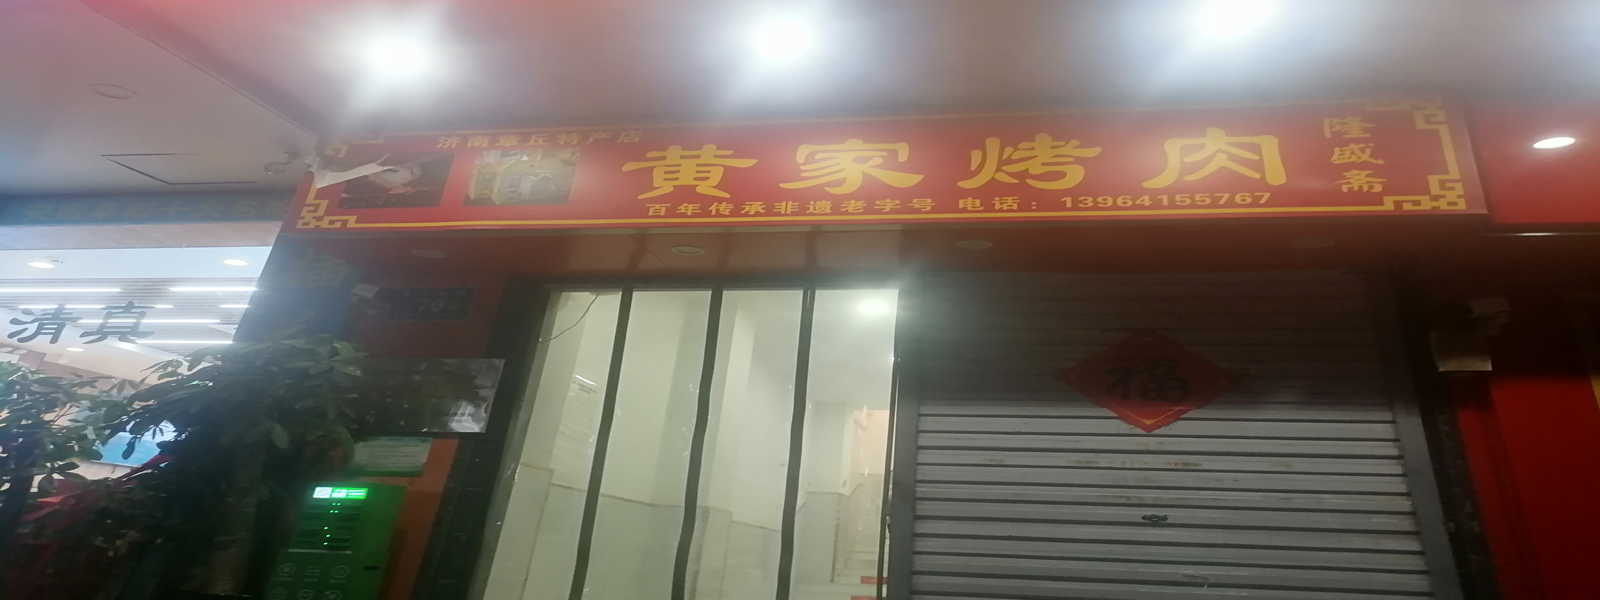 济南章丘特产店
黄家烤肉
隆盛斋
百年传承非遗老字号 电话：13964155767
清真
70
福